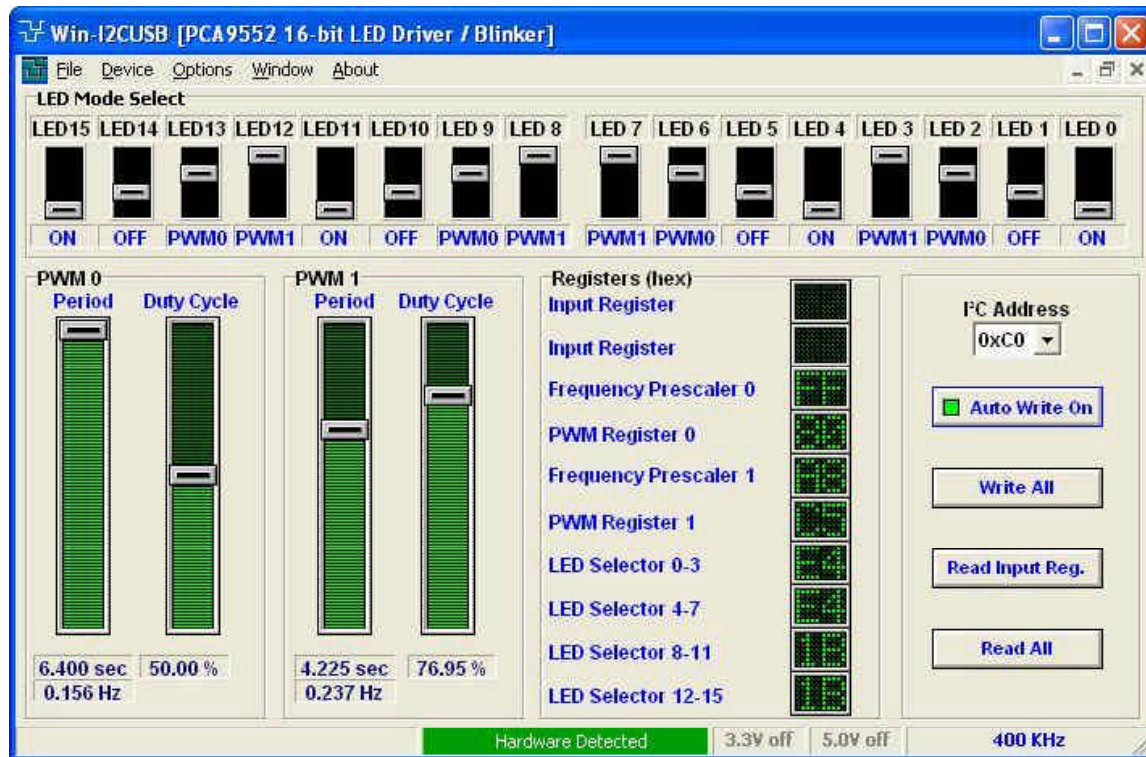 Win-I2CUSB [PCA9552 16-bit LED Driver / Blinker]
File Device Options Window About
LED Mode Select
LED15 LED14 LED13 LED12 LED11 LED10 LED 9 LED 8 LED 7 LED 6 LED 5 LED 4 LED 3 LED 2 LED 1 LED 0
ON OFF PWM0 PWM1 ON OFF PWM0 PWM1 PWM1 PWM0 OFF ON PWM1 PWM0 OFF ON
PWM 0
Period Duty Cycle
6.400 sec 50.00 %
0.156 Hz
PWM 1
Period Duty Cycle
4.225 sec 76.95 %
0.237 Hz
Registers (hex)
Input Register
Input Register
Frequency Prescaler 0
PWM Register 0
Frequency Prescaler 1
PWM Register 1
LED Selector 0-3
LED Selector 4-7
LED Selector 8-11
LED Selector 12-15
I²C Address
0xC0
Auto Write On
Write All
Read Input Reg.
Read All
Hardware Detected 3.3V off 5.0V off 400 KHz